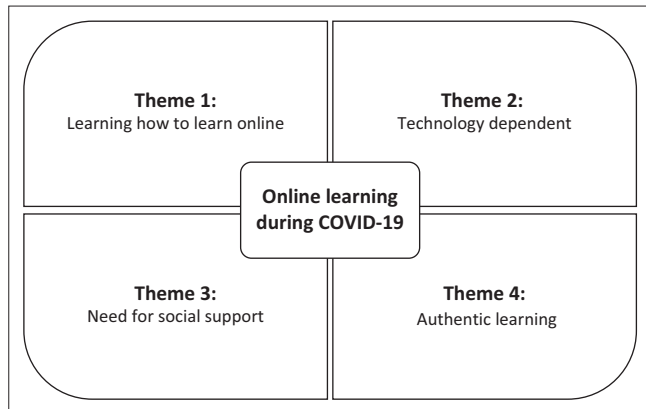 Theme 1:
Learning how to learn online
Theme 2:
Technology dependent
Online learning
during COVID-19
Theme 3:
Need for social support
Theme 4:
Authentic learning